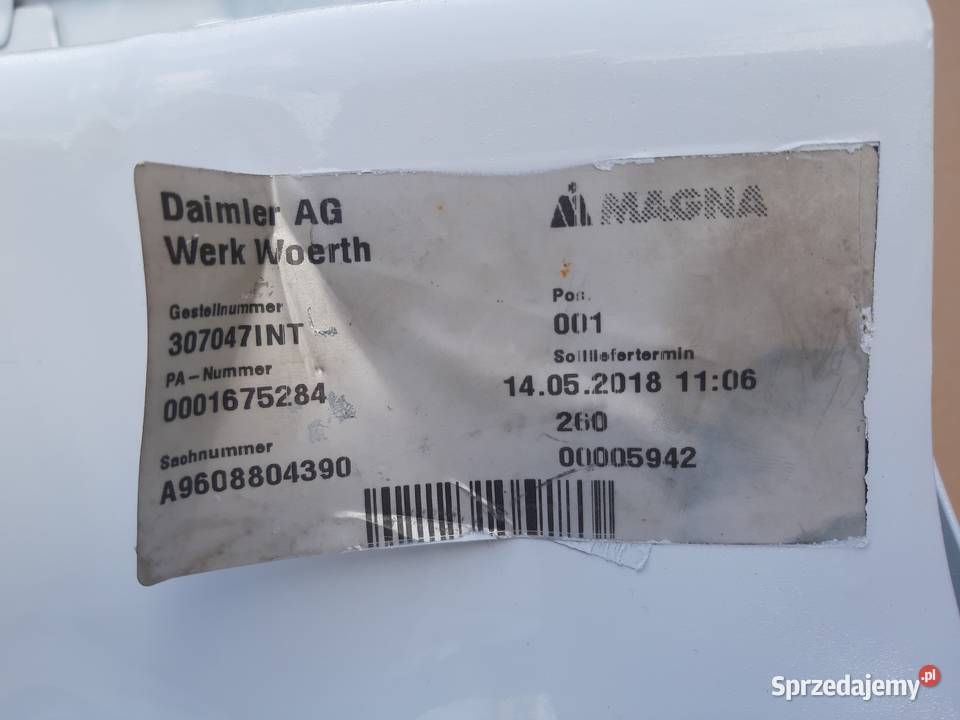 Daimler AG
Werk Woerth
MAGNA
Gestellnummer
307047INT
PA-Nummer
0001675284
Sachnummer
A9608804390
Pos.
001
Sollliefertermin
14.05.2018 11:06
260
00005942
Sprzedajemy.pl